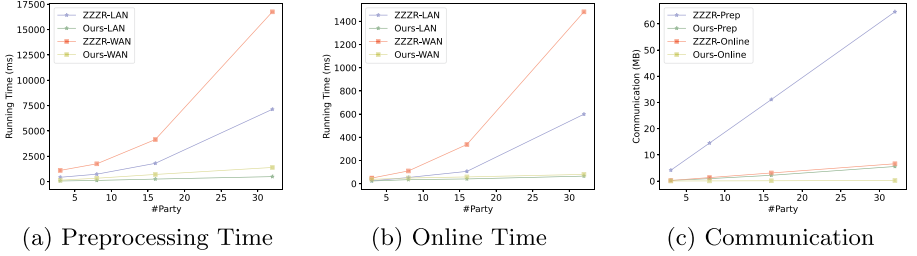 17500
15000
12500
10000
7500
5000
2500
0
Running Time (ms)
ZZZR-LAN
Ours-LAN
ZZZR-WAN
Ours-WAN
5 10 15 20 25 30
#Party
(a) Preprocessing Time
1400
1200
1000
800
600
400
200
0
Running Time (ms)
ZZZR-LAN
Ours-LAN
ZZZR-WAN
Ours-WAN
5 10 15 20 25 30
#Party
(b) Online Time
60
50
40
30
20
10
0
Communication (MB)
ZZZR-Prep
Ours-Prep
ZZZR-Online
Ours-Online
5 10 15 20 25 30
#Party
(c) Communication